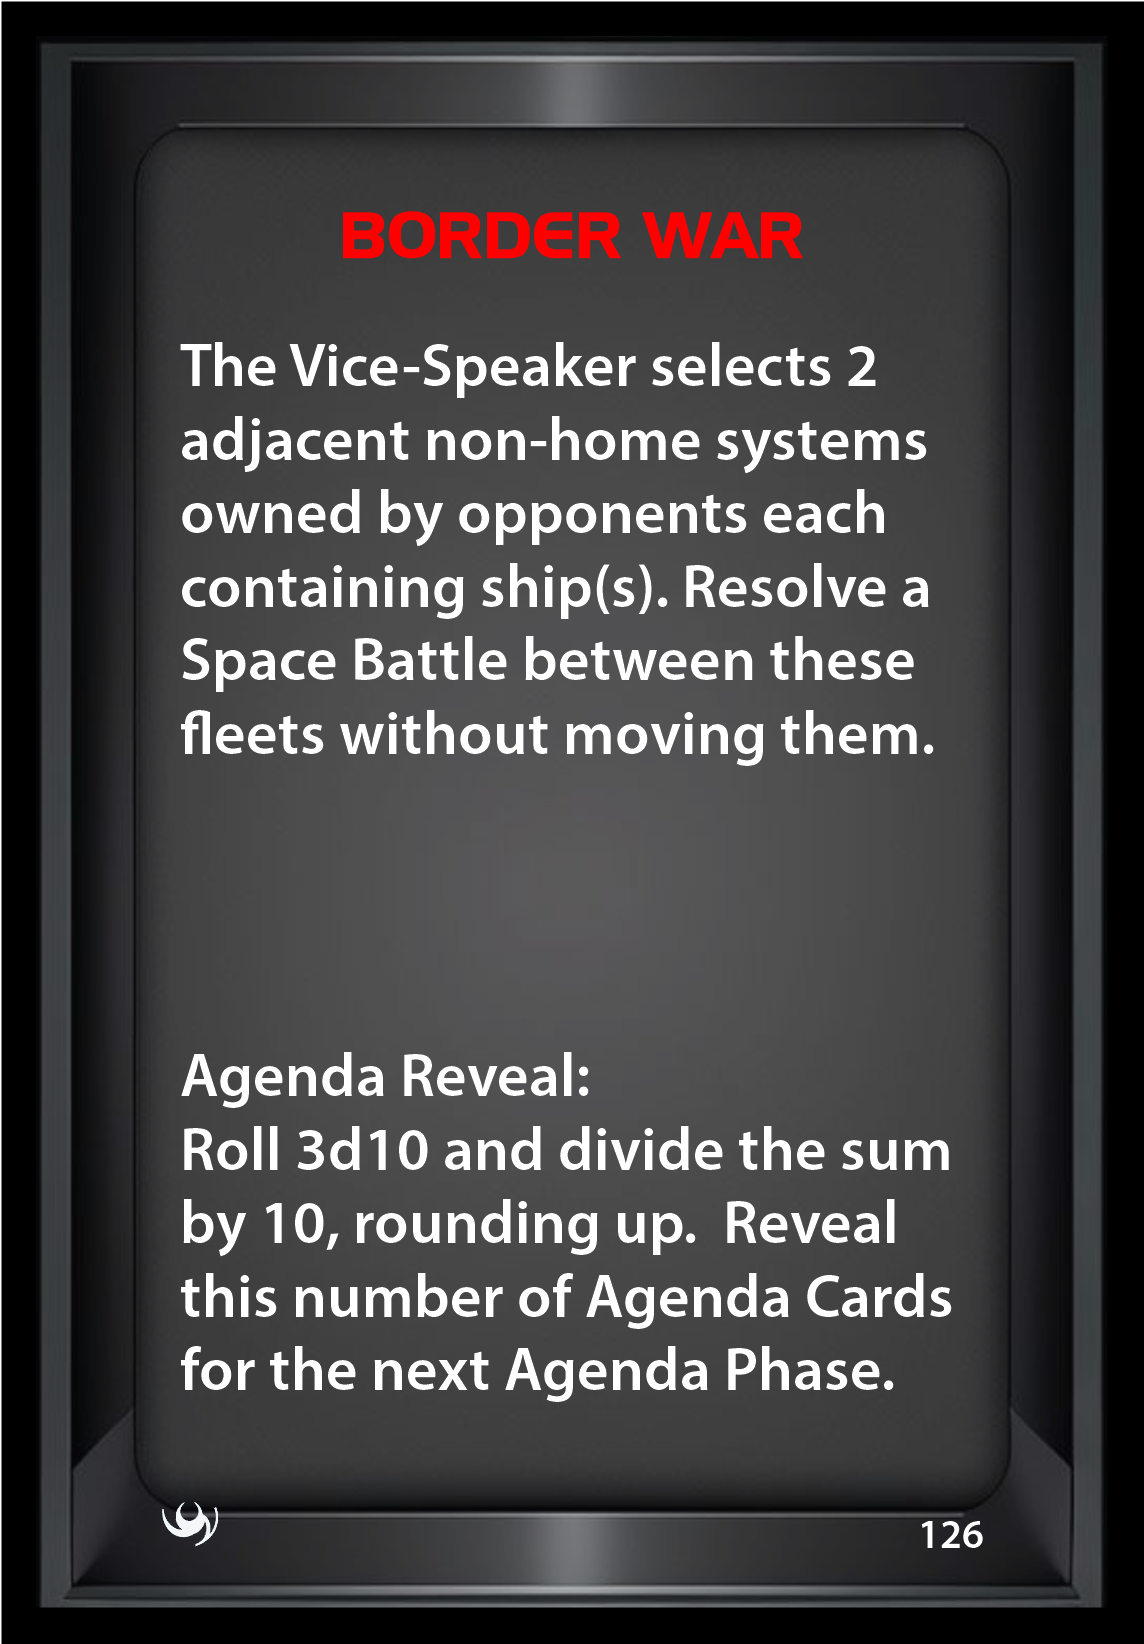 BORDER WAR
The Vice-Speaker selects 2
adjacent non-home systems
owned by opponents each
containing ship(s). Resolve a
Space Battle between these
fleets without moving them.
Agenda Reveal:
Roll 3d10 and divide the sum
by 10, rounding up.  Reveal
this number of Agenda Cards
for the next Agenda Phase.
126